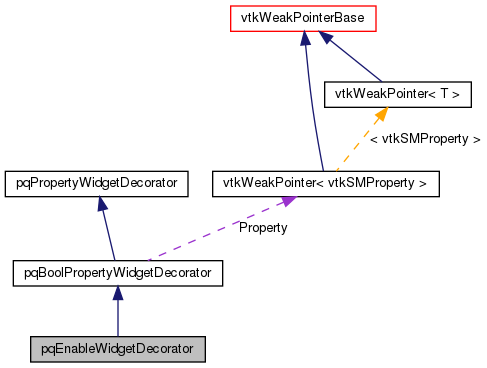 vtkWeakPointerBase
vtkWeakPointer< T >
< vtkSMProperty >
pqPropertyWidgetDecorator
vtkWeakPointer< vtkSMProperty >
Property
pqBoolPropertyWidgetDecorator
pqEnableWidgetDecorator